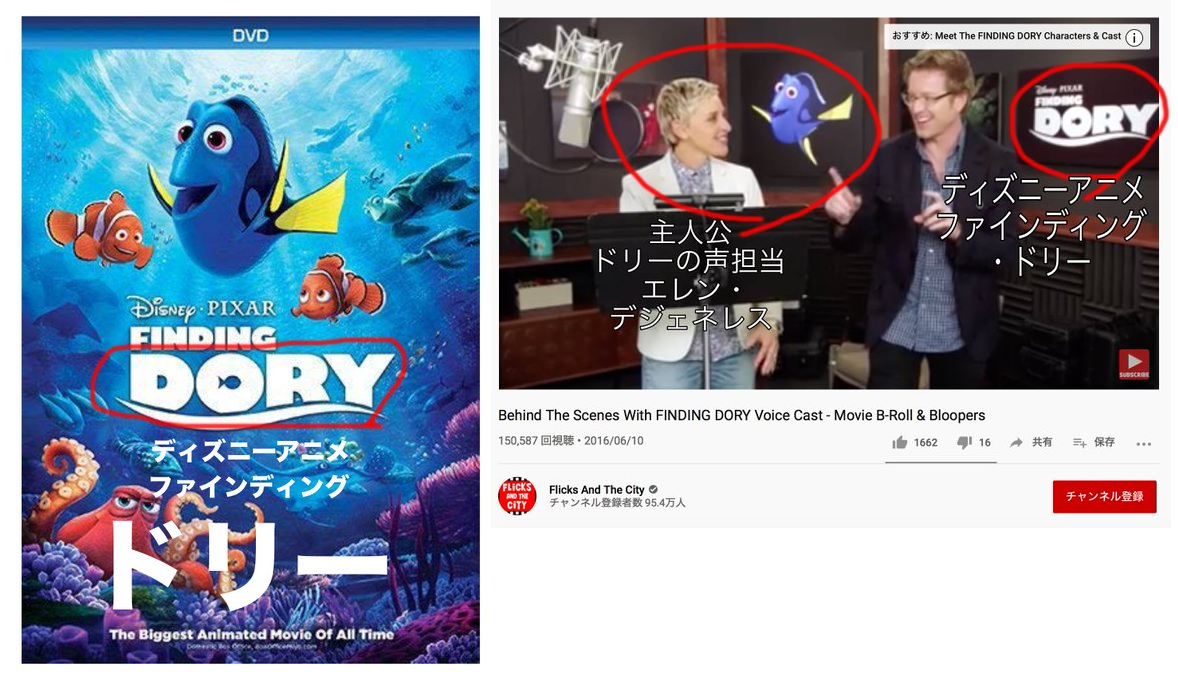 DVD
Disney·PIXAR
FINDING
DORY
ディズニーアニメ
ファインディング
ドリー
The Biggest Animated Movie Of All Time
Domestic Box Office, BoxOfficeMojo.com
おすすめ: Meet The FINDING DORY Characters & Cast
Disney·PIXAR
FINDING
DORY
主人公
ドリーの声担当
エレン・
デジェネレス
ディズニーアニメ
ファインディング
・ドリー
SUBSCRIBE
Behind The Scenes With FINDING DORY Voice Cast - Movie B-Roll & Bloopers
150,587 回視聴・2016/06/10
1662
16
共有
保存
FLICKS
AND THE
CITY
Flicks And The City
チャンネル登録者数 95.4万人
チャンネル登録